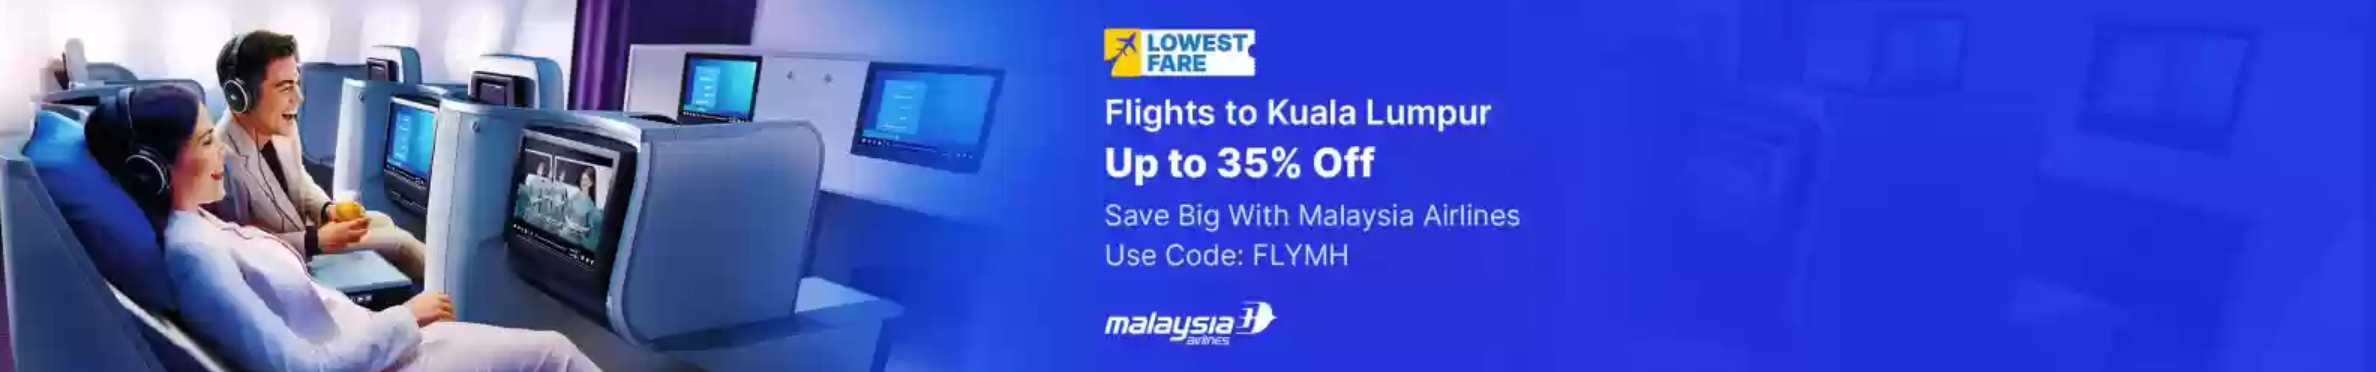 LOWEST
FARE
Flights to Kuala Lumpur
Up to 35% Off
Save Big With Malaysia Airlines
Use Code: FLYMH
malaysia
airlines